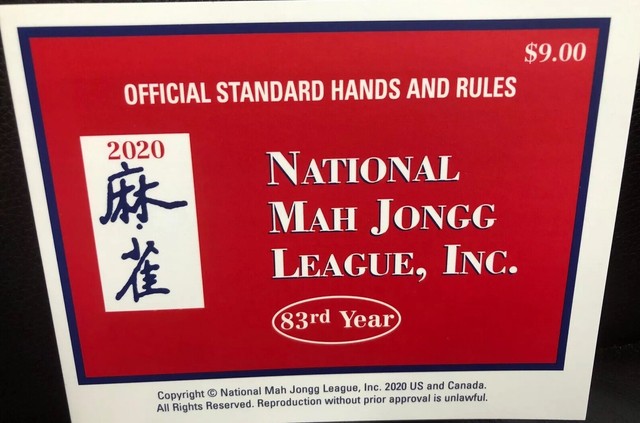 $9.00
OFFICIAL STANDARD HANDS AND RULES
2020
麻
雀
NATIONAL
MAH JONGG
LEAGUE, INC.
83rd Year
Copyright © National Mah Jongg League, Inc. 2020 US and Canada.
All Rights Reserved. Reproduction without prior approval is unlawful.